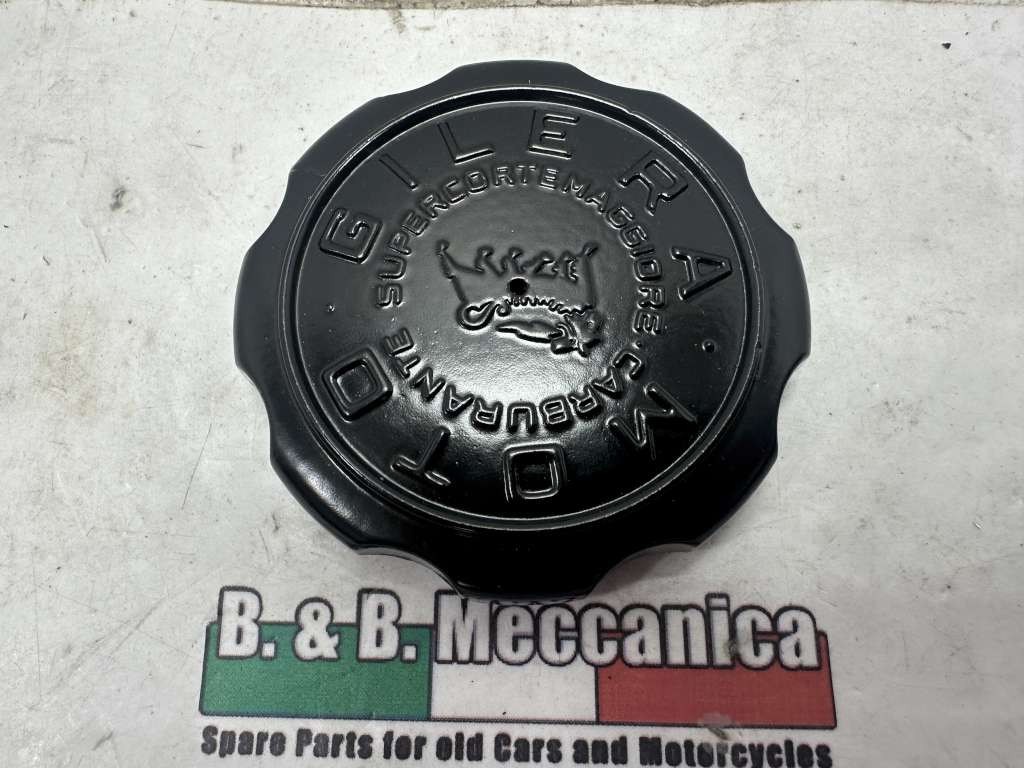 MOTO GILERA.
CARBURANTE SUPERCORTEMAGGIORE.
B. & B. Meccanica
Spare Parts for old Cars and Motorcycles